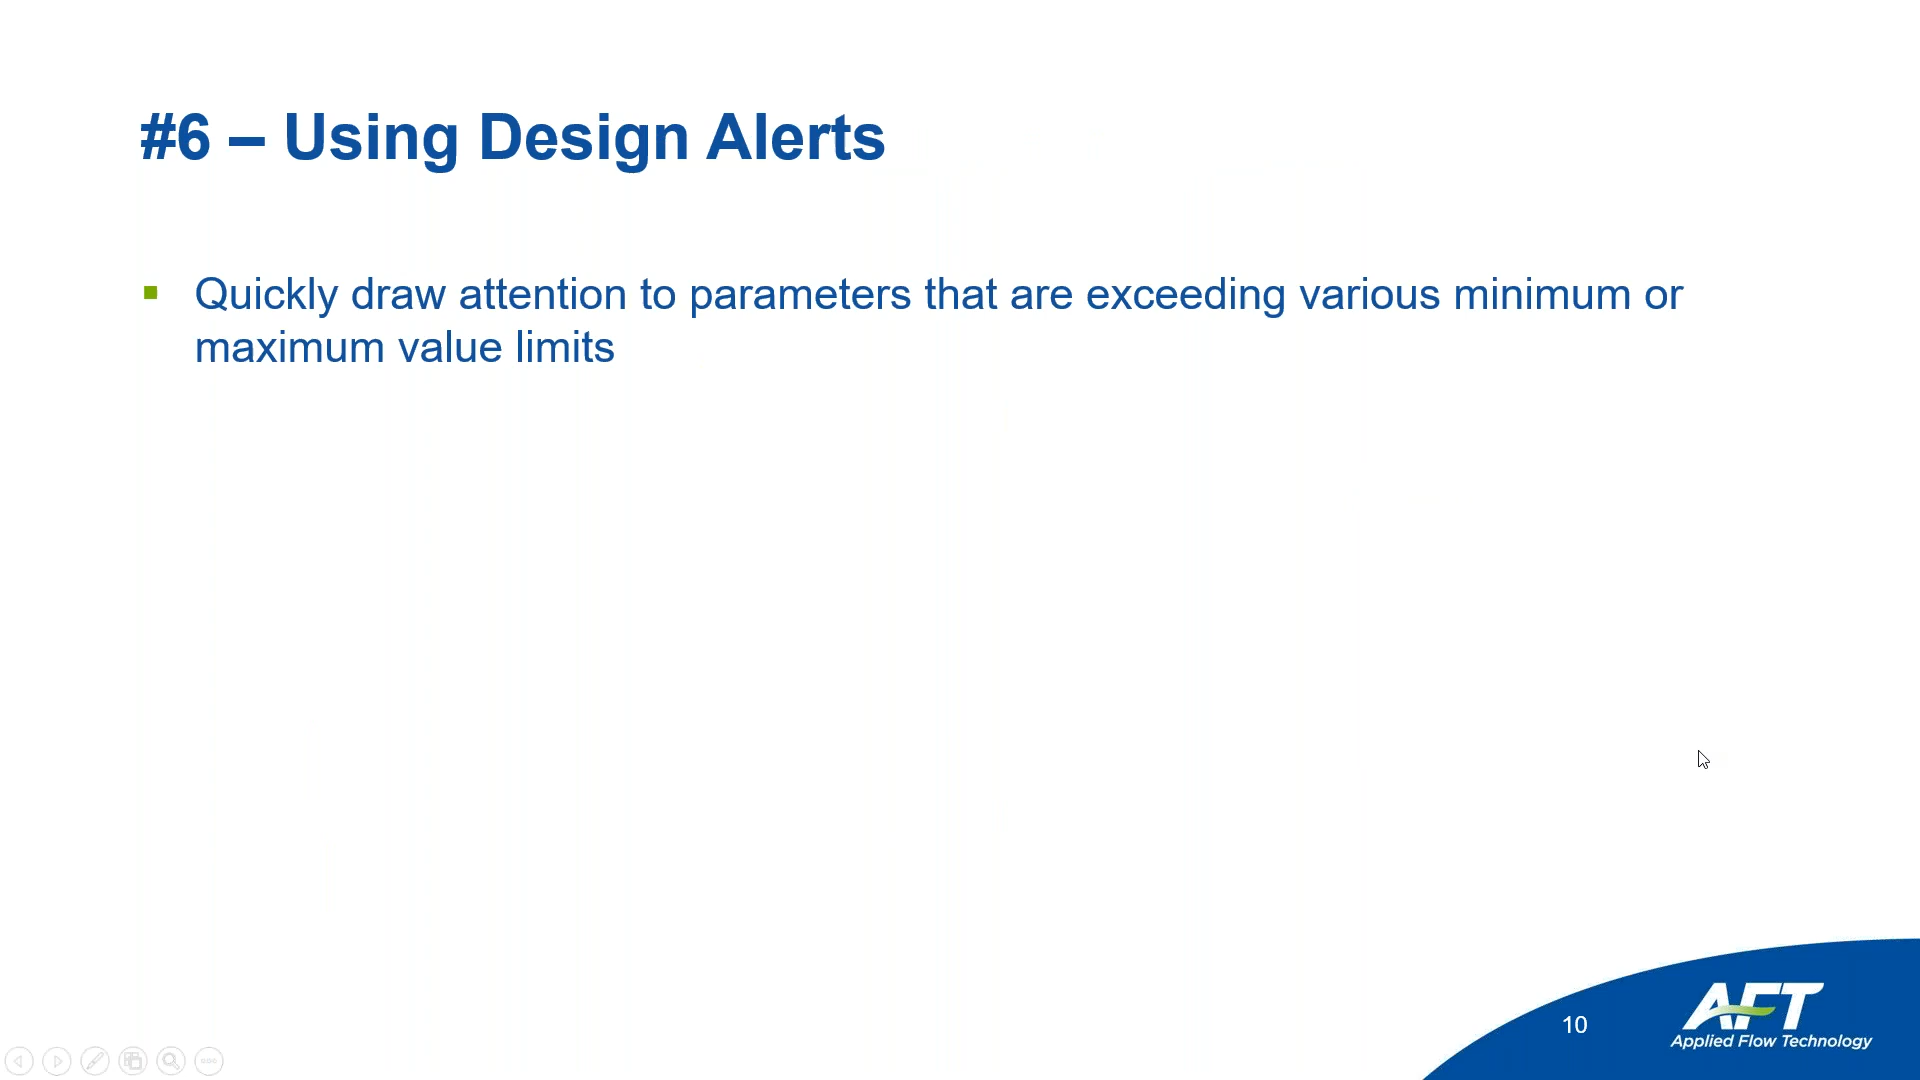 #6 – Using Design Alerts
Quickly draw attention to parameters that are exceeding various minimum or
maximum value limits
10
AFT
Applied Flow Technology